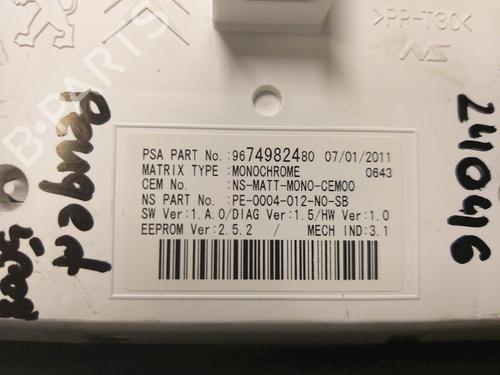 >PP-T30<
NS
B-PARTS
PSA PART No.:9674982480 07/01/2011
MATRIX TYPE :MONOCHROME 0643
CEM No. :NS-MATT-MONO-CEM00
NS PART No. :PE-0004-012-NO-SB
SW Ver:1.A.0/DIAG Ver:1.5/HW Ver:1.0
EEPROM Ver:2.5.2 / MECH IND:3.1
Peugeot